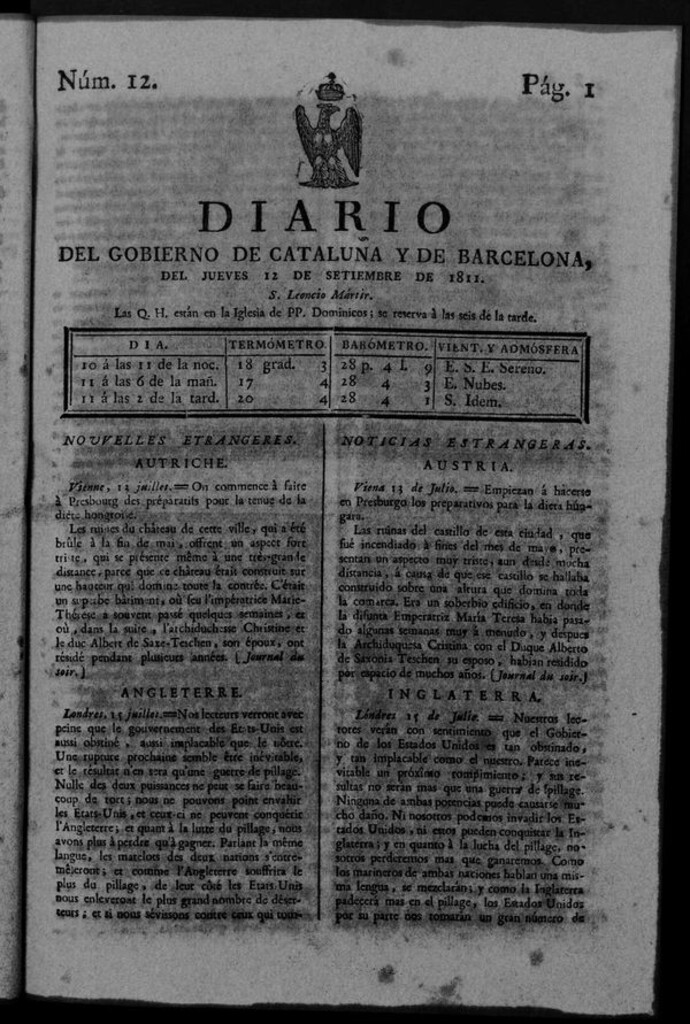 Núm. 12.
Pág. 1
DIARIO
DEL GOBIERNO DE CATALUÑA Y DE BARCELONA,
DEL JUEVES 12 DE SETIEMBRE DE 1811.
S. Leoncio Mártir.
Las Q. H. están en la Iglesia de PP. Dominicos; se reserva á las seis de la tarde.
DIA. TERMÓMETRO. BARÓMETRO. VIENT. Y ADMÓSFERA
10 á las 11 de la noc. 18 grad. 3 28 p. 4 l. 9 E. S. E. Sereno.
11 á las 6 de la mañ. 17 4 28 4 3 E. Nubes.
11 á las 2 de la tard. 20 4 28 4 1 S. Idem.
NOUVELLES ETRANGERES.
AUTRICHE.
Vienne, 12 juillet. = On commence à faire
à Presbourg des préparatifs pour la tenue de la
diéte hongroise.
Les ruines du château de cette ville, qui a été
brûle à la fin de mai, offrent un aspect fort
triste, qui se présente même à une très-grande
distance, parce que ce château était construit sur
une hauteur qui domine toute la contrée. C'était
un superbe bâtiment, où feu l'impératrice Marie-
Thérèse a souvent passé quelques semaines, et
où, dans la suite, l'archiduchesse Christine et
le duc Albert de Saxe-Teschen, son époux, ont
résidé pendant plusieurs années. (Journal du
soir.)
ANGLETERRE.
Londres, 15 juillet. = Nos lecteurs verront avec
peine que le gouvernement des Etats-Unis est
aussi obstiné, aussi implacable que le nôtre.
Une rupture prochaine semble être inévitable,
et le résultat n'en sera qu'une guerre de pillage.
Nulle des deux puissances ne peut se faire beau-
coup de tort; nous ne pouvons point envahir
les Etats-Unis, et ceux-ci ne peuvent conquérir
l'Angleterre; et quant à la lutte du pillage, nous
avons plus à perdre qu'à gagner. Parlant la même
langue, les matelots des deux nations s'entre-
mêleront; et comme l'Angleterre souffrira le
plus du pillage, de leur côté les Etats Unis
nous enleveront le plus grand nombre de déser-
teurs; et si nous sévissons contre ceux qui tom-
NOTICIAS ESTRANGERAS.
AUSTRIA.
Viena 13 de Julio. = Empiezan á hacerse
en Presburgo los preparativos para la dieta hún-
gara.
Las ruinas del castillo de esta ciudad, que
fué incendiado á fines del mes de mayo, pre-
sentan un aspecto muy triste, aun desde mucha
distancia, á causa de que ese castillo se hallaba
construido sobre una altura que domina toda
la comarca. Era un soberbio edificio, en donde
la difunta Emperatriz María Teresa habia pasa-
do algunas semanas muy á menudo, y despues
la Archiduquesa Cristina con el Duque Alberto
de Saxonia Teschen su esposo, habian residido
por espacio de muchos años. (Journal du soir.)
INGLATERRA.
Lóndres 15 de Julio. = Nuestros lec-
tores verán con sentimiento que el Gobier-
no de los Estados Unidos es tan obstinado,
y tan implacable como el nuestro. Parece ine-
vitable un próximo rompimiento; y sus re-
sultas no serán mas que una guerra de pillage.
Ninguna de ambas potencias puede causarse mu-
cho daño. Ni nosotros podemos invadir los Es-
tados Unidos, ni estos pueden conquistar la In-
glaterra; y en quanto á la lucha del pillage, no-
sotros perderemos mas que ganaremos. Como
los marineros de ambas naciones hablan una mis-
ma lengua, se mezclarán; y como la Inglaterra
padecerá mas en el pillage, los Estados Unidos
por su parte nos tomarán un gran número de